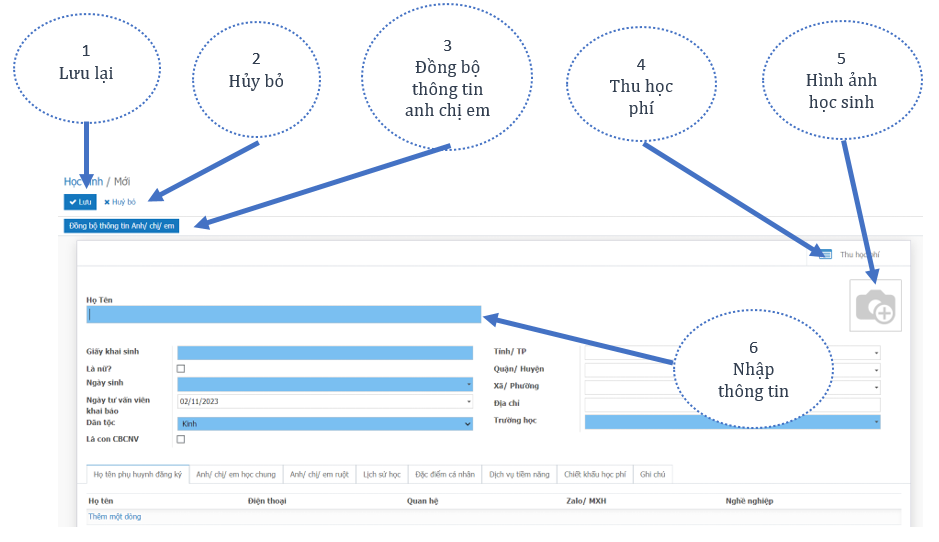 1
Lưu lại
2
Hủy bỏ
3
Đồng bộ
thông tin
anh chị em
4
Thu học
phí
5
Hình ảnh
học sinh
Học sinh / Mới
Lưu
Huỷ bỏ
Đồng bộ thông tin Anh/ chị/ em
Thu học phí
Họ Tên
Giấy khai sinh
Là nữ?
Ngày sinh
Ngày tư vấn viên
khai báo
02/11/2023
Dân tộc
Kinh
Là con CBCNV
Tỉnh/ TP
Quận/ Huyện
Xã/ Phường
Địa chỉ
Trường học
6
Nhập
thông tin
Họ tên phụ huynh đăng ký
Anh/ chị/ em học chung
Anh/ chị/ em ruột
Lịch sử học
Đặc điểm cá nhân
Dịch vụ tiềm năng
Chiết khấu học phí
Ghi chú
Họ tên
Điện thoại
Quan hệ
Zalo/ MXH
Nghề nghiệp
Thêm một dòng